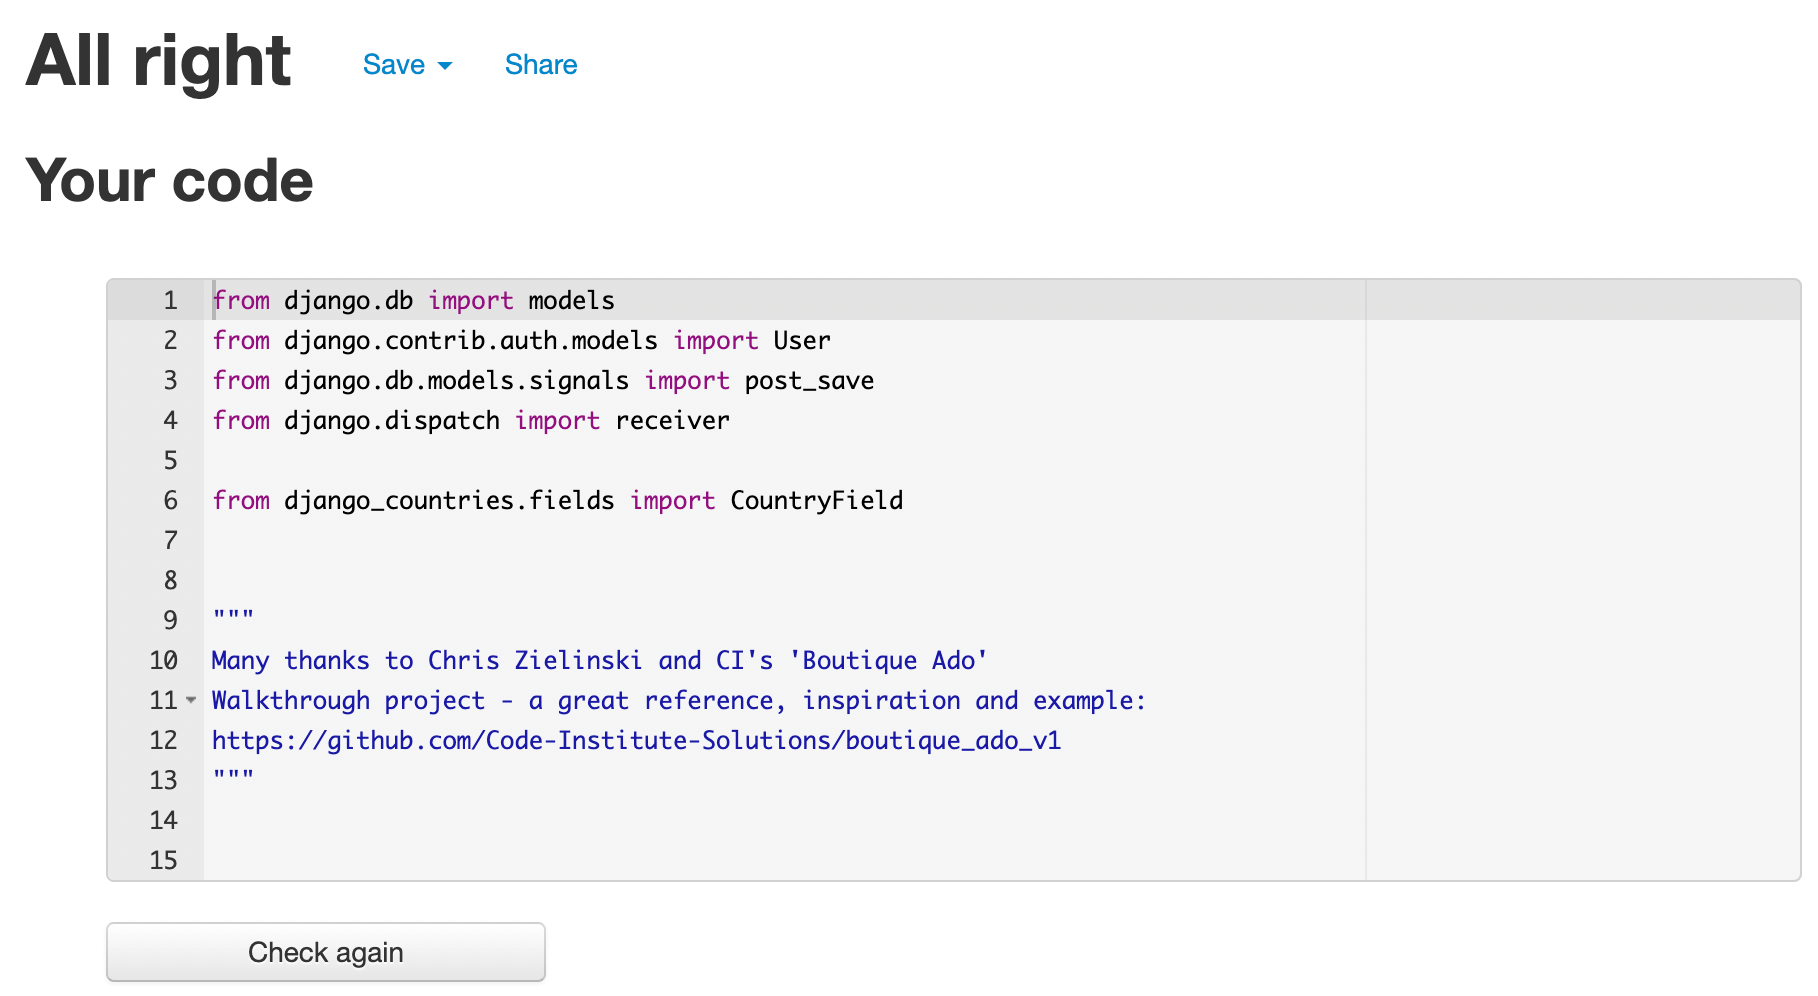 All right Save Share
Your code
1 from django.db import models
2 from django.contrib.auth.models import User
3 from django.db.models.signals import post_save
4 from django.dispatch import receiver
5
6 from django_countries.fields import CountryField
7
8
9 """
10 Many thanks to Chris Zielinski and CI's 'Boutique Ado'
11 Walkthrough project - a great reference, inspiration and example:
12 https://github.com/Code-Institute-Solutions/boutique_ado_v1
13 """
14
15
Check again